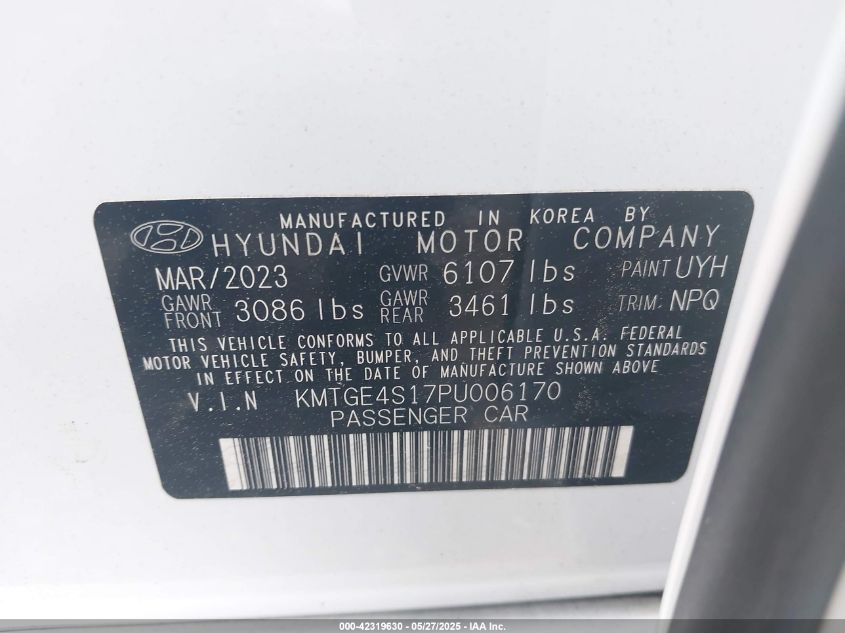 MANUFACTURED IN KOREA BY
HYUNDAI MOTOR COMPANY
MAR/2023 GVWR 6107 lbs PAINT UYH
GAWR FRONT 3086 lbs GAWR REAR 3461 lbs TRIM: NPQ
THIS VEHICLE CONFORMS TO ALL APPLICABLE U.S.A. FEDERAL
MOTOR VEHICLE SAFETY, BUMPER, AND THEFT PREVENTION STANDARDS
IN EFFECT ON THE DATE OF MANUFACTURE SHOWN ABOVE
V.I.N KMTGE4S17PU006170
PASSENGER CAR
000-42319630 - 05/27/2025 - IAA, Inc.